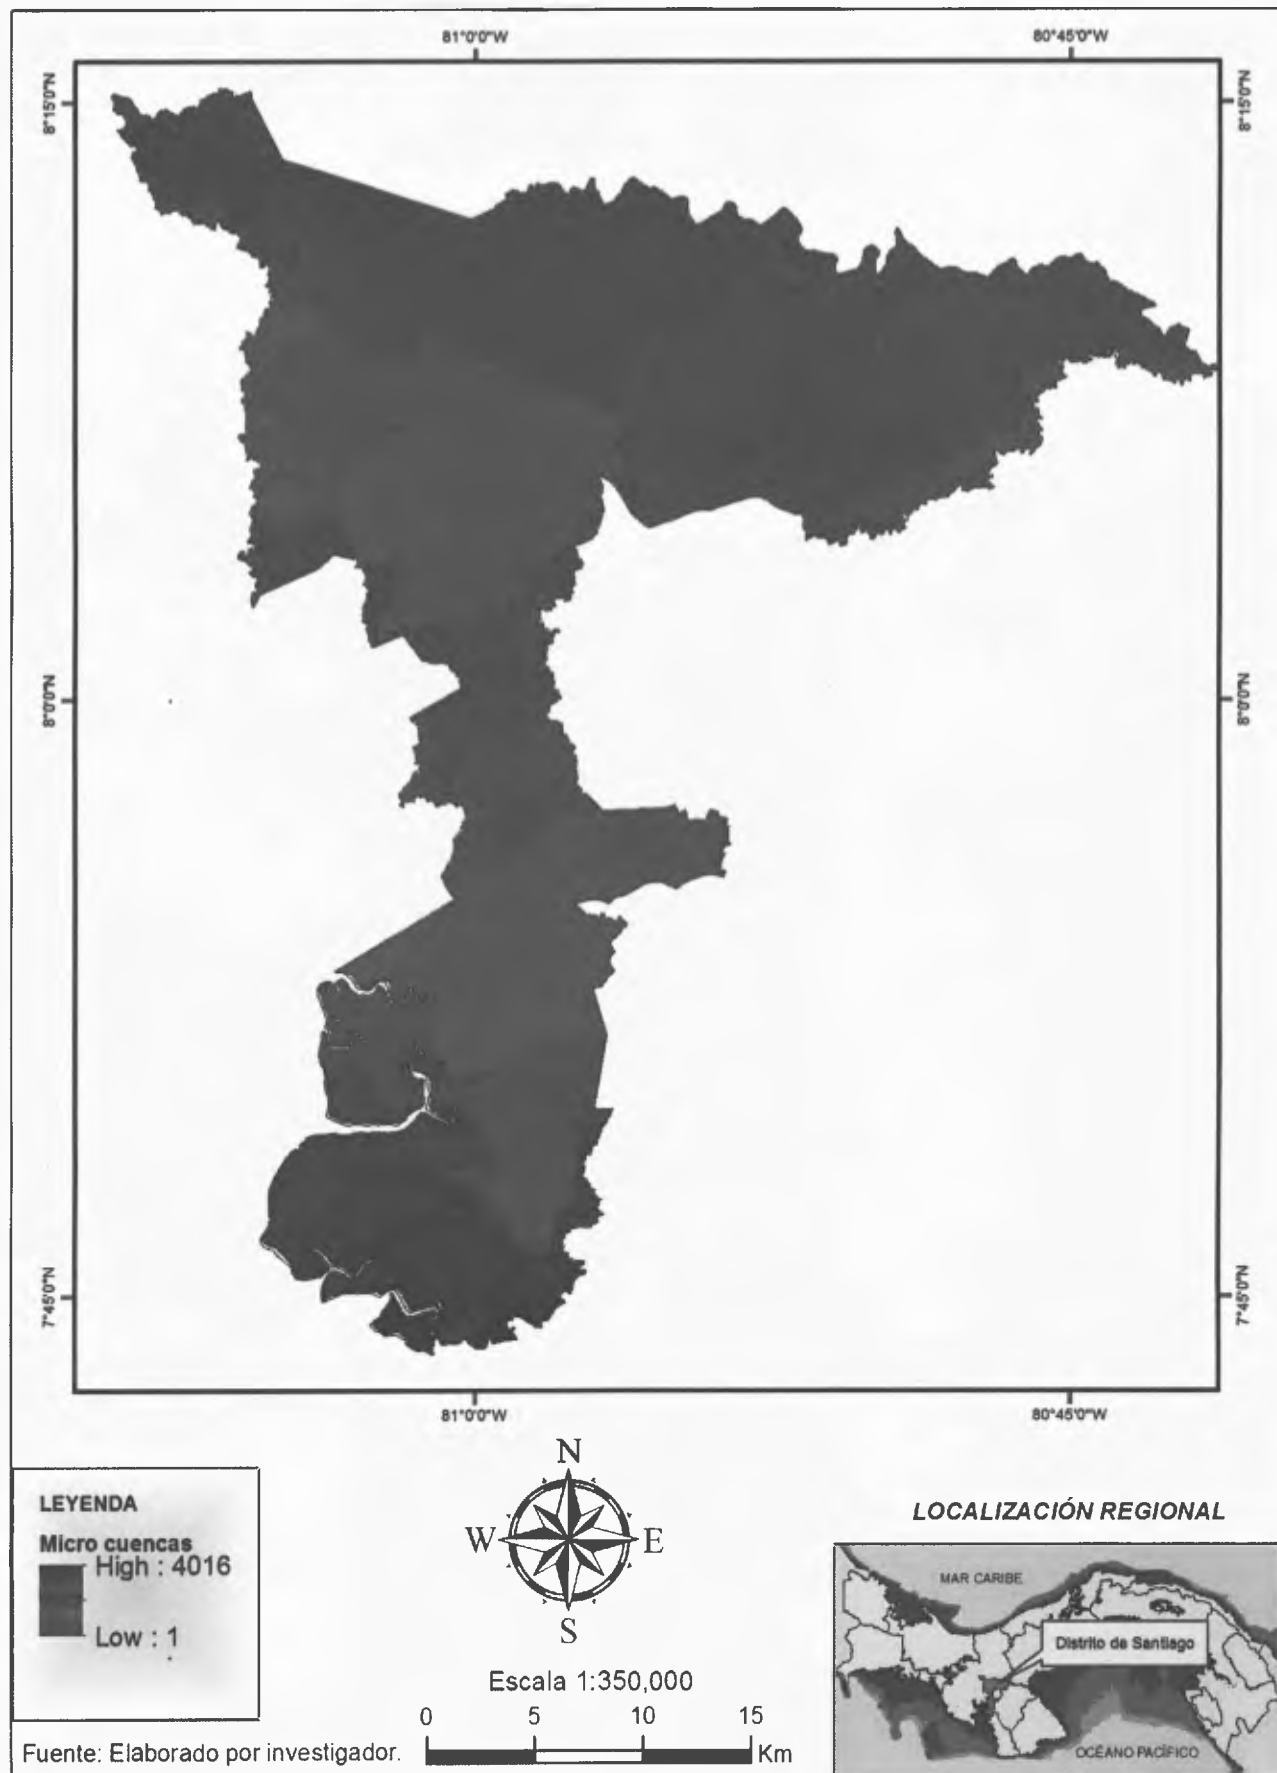 81°0'0"W
80°45'0"W
8°15'0"N
8°15'0"N
8°0'0"N
8°0'0"N
7°45'0"N
7°45'0"N
81°0'0"W
80°45'0"W
LEYENDA
Micro cuencas
High : 4016
Low : 1
N
W
E
S
Escala 1:350,000
0 5 10 15
Km
Fuente: Elaborado por investigador.
LOCALIZACIÓN REGIONAL
MAR CARIBE
Distrito de Santiago
OCÉANO PACÍFICO